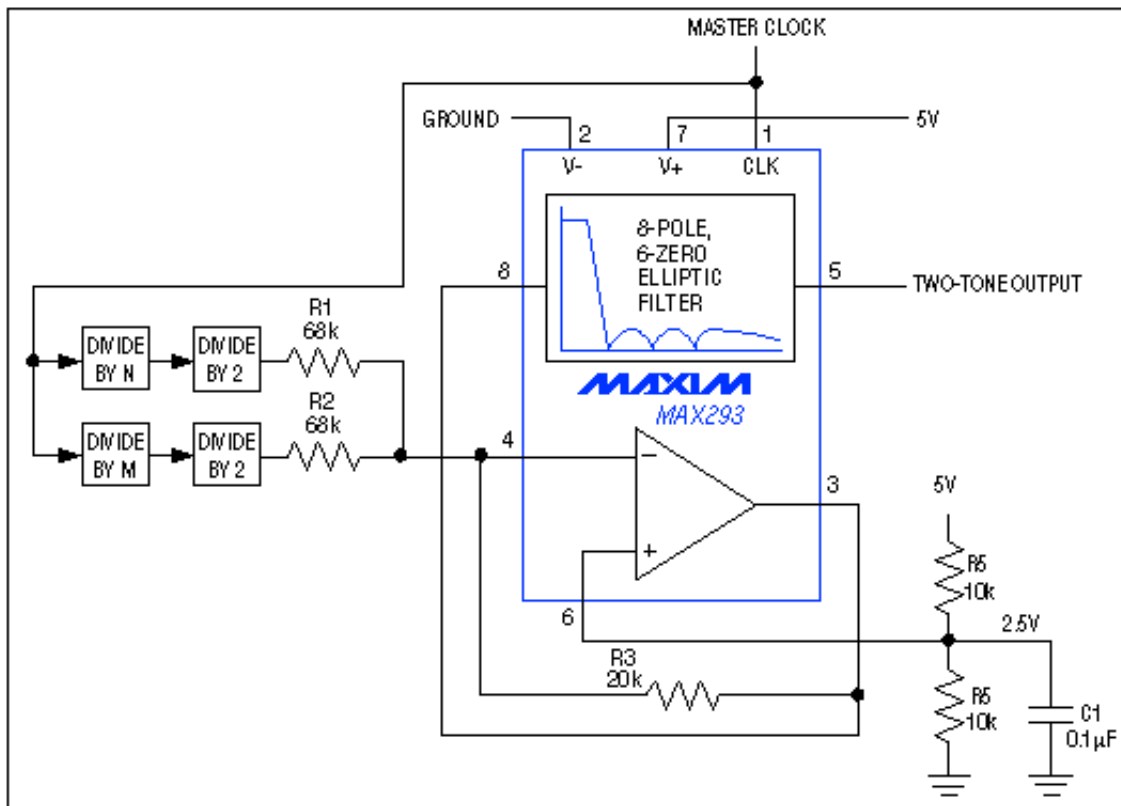 MASTER CLOCK
GROUND
2
7
1
5V
V-
V+
CLK
8-POLE,
6-ZERO
ELLIPTIC
FILTER
8
5
TWO-TONE OUTPUT
R1
68k
DIVIDE
BY N
DIVIDE
BY 2
MAXIM
MAX293
R2
68k
DIVIDE
BY M
DIVIDE
BY 2
4
−
3
+
5V
R5
10k
6
2.5V
R3
20k
R5
10k
C1
0.1µF